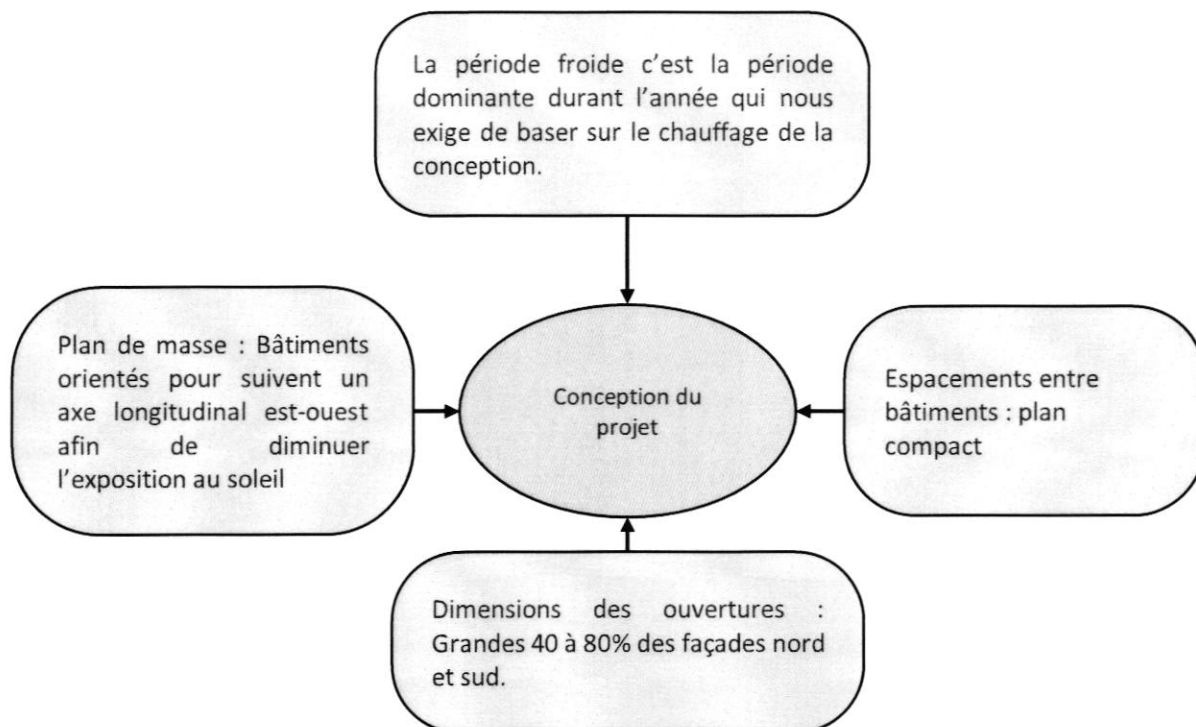 La période froide c'est la période
dominante durant l'année qui nous
exige de baser sur le chauffage de la
conception.
Plan de masse : Bâtiments
orientés pour suivent un
axe longitudinal est-ouest
afin de diminuer
l'exposition au soleil
Conception du
projet
Espacements entre
bâtiments : plan
compact
Dimensions des ouvertures :
Grandes 40 à 80% des façades nord
et sud.